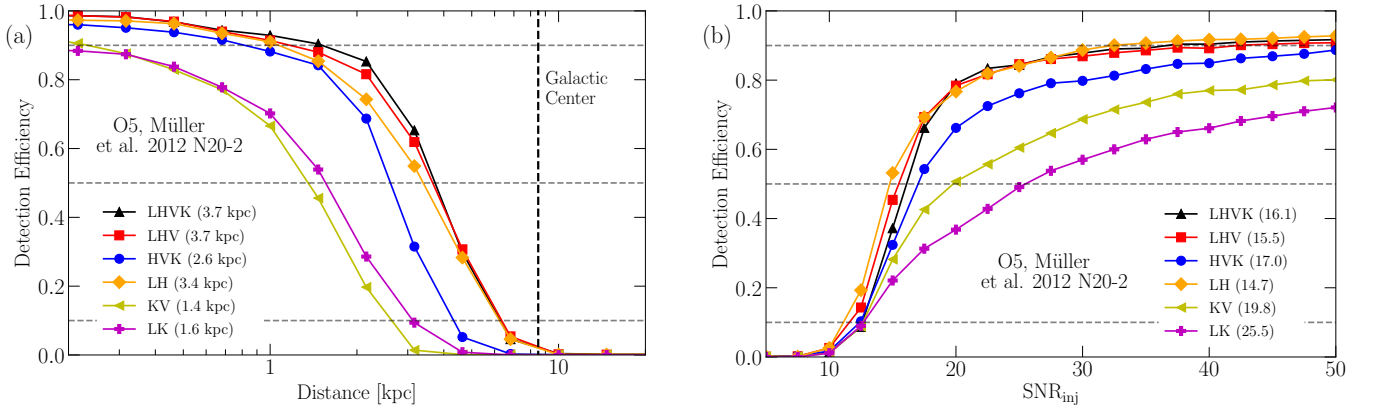 (a)
1.0
0.8
0.6
0.4
0.2
0.0
Detection Efficiency
O5, Müller
et al. 2012 N20-2
Galactic
Center
LHVK (3.7 kpc)
LHV (3.7 kpc)
HVK (2.6 kpc)
LH (3.4 kpc)
KV (1.4 kpc)
LK (1.6 kpc)
1
10
Distance [kpc]
(b)
1.0
0.8
0.6
0.4
0.2
0.0
Detection Efficiency
O5, Müller
et al. 2012 N20-2
LHVK (16.1)
LHV (15.5)
HVK (17.0)
LH (14.7)
KV (19.8)
LK (25.5)
10
20
30
40
50
SNRinj